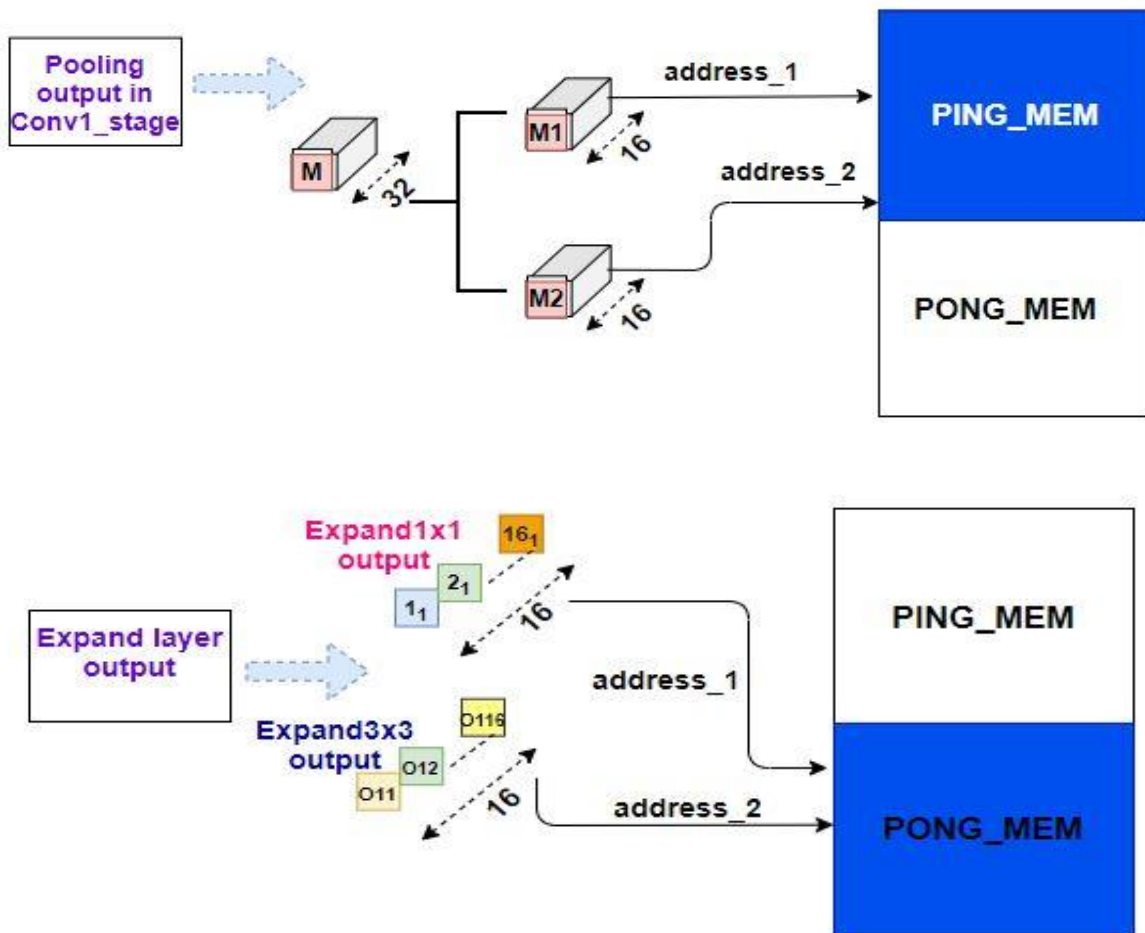 Pooling
output in
Conv1_stage
M
32
M1
16
address_1
M2
16
address_2
PING_MEM
PONG_MEM
Expand layer
output
Expand1x1
output
1₁
2₁
16₁
16
address_1
Expand3x3
output
O11
O12
O116
16
address_2
PING_MEM
PONG_MEM